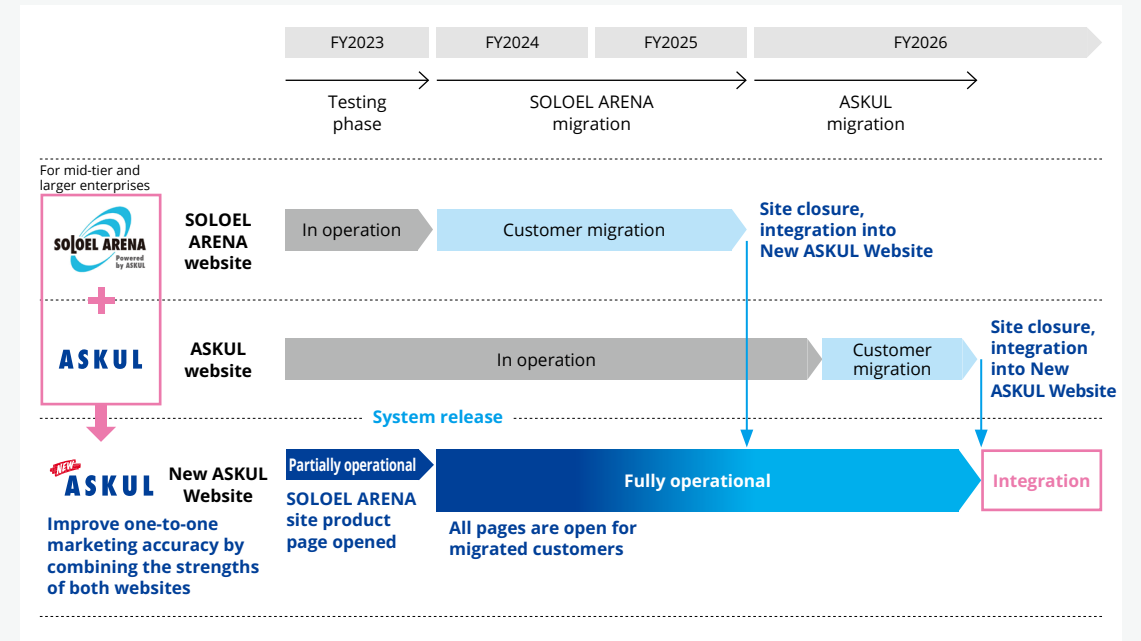 FY2023
FY2024
FY2025
FY2026
Testing
phase
SOLOEL ARENA
migration
ASKUL
migration
For mid-tier and
larger enterprises
SOLOEL ARENA
Powered
by ASKUL
SOLOEL
ARENA
website
In operation
Customer migration
Site closure,
integration into
New ASKUL Website
ASKUL
ASKUL
website
In operation
Customer
migration
Site closure,
integration
into New
ASKUL Website
System release
NEW
ASKUL
New ASKUL
Website
Partially operational
Fully operational
Integration
SOLOEL ARENA
site product
page opened
All pages are open for
migrated customers
Improve one-to-one
marketing accuracy by
combining the strengths
of both websites